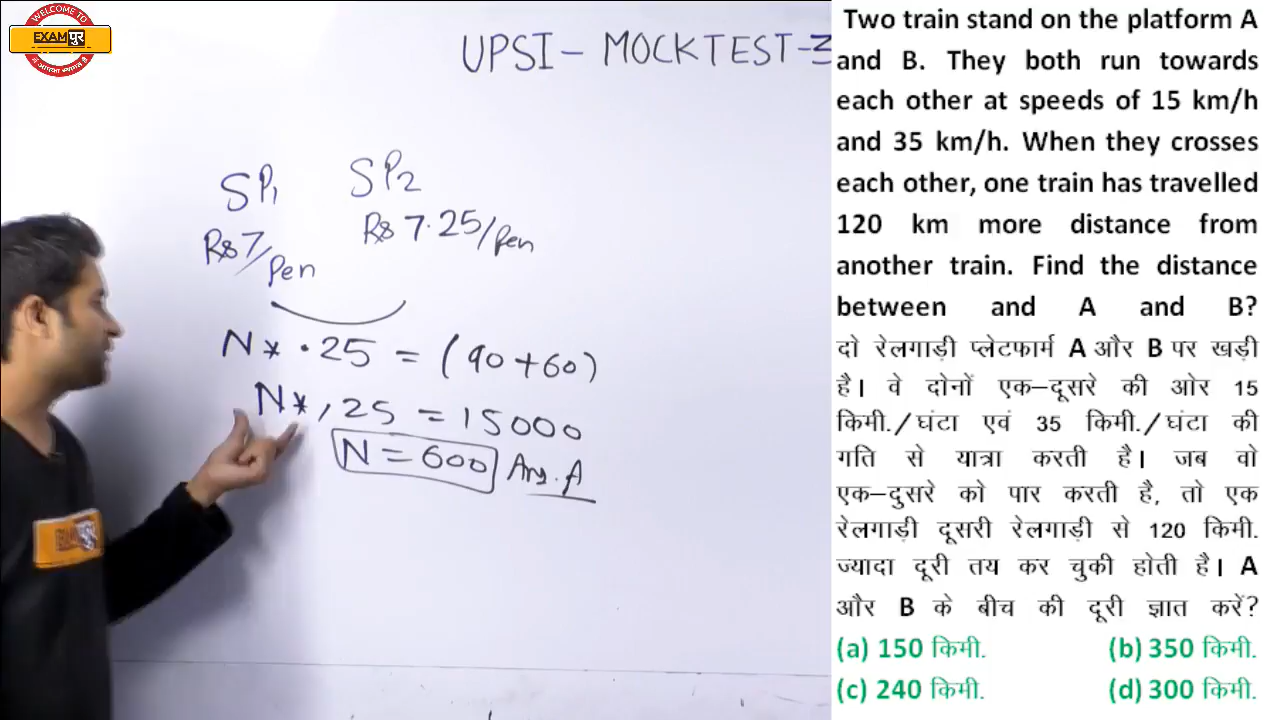 WELCOME TO
EXAMPUR
UPSI - MOCKTEST-3
SP1 SP2
Rs 7/pen Rs 7.25/pen
N* .25 = (90+60)
N*,25 = 15000
N = 600 Ans. A
Two train stand on the platform A
and B. They both run towards
each other at speeds of 15 km/h
and 35 km/h. When they crosses
each other, one train has travelled
120 km more distance from
another train. Find the distance
between and A and B?
दो रेलगाड़ी प्लेटफार्म A और B पर खड़ी
है। वे दोनों एक–दूसरे की ओर 15
किमी./घंटा एवं 35 किमी./घंटा की
गति से यात्रा करती है। जब वो
एक–दुसरे को पार करती है, तो एक
रेलगाड़ी दूसरी रेलगाड़ी से 120 किमी.
ज्यादा दूरी तय कर चुकी होती है। A
और B के बीच की दूरी ज्ञात करें?
(a) 150 किमी. (b) 350 किमी.
(c) 240 किमी. (d) 300 किमी.